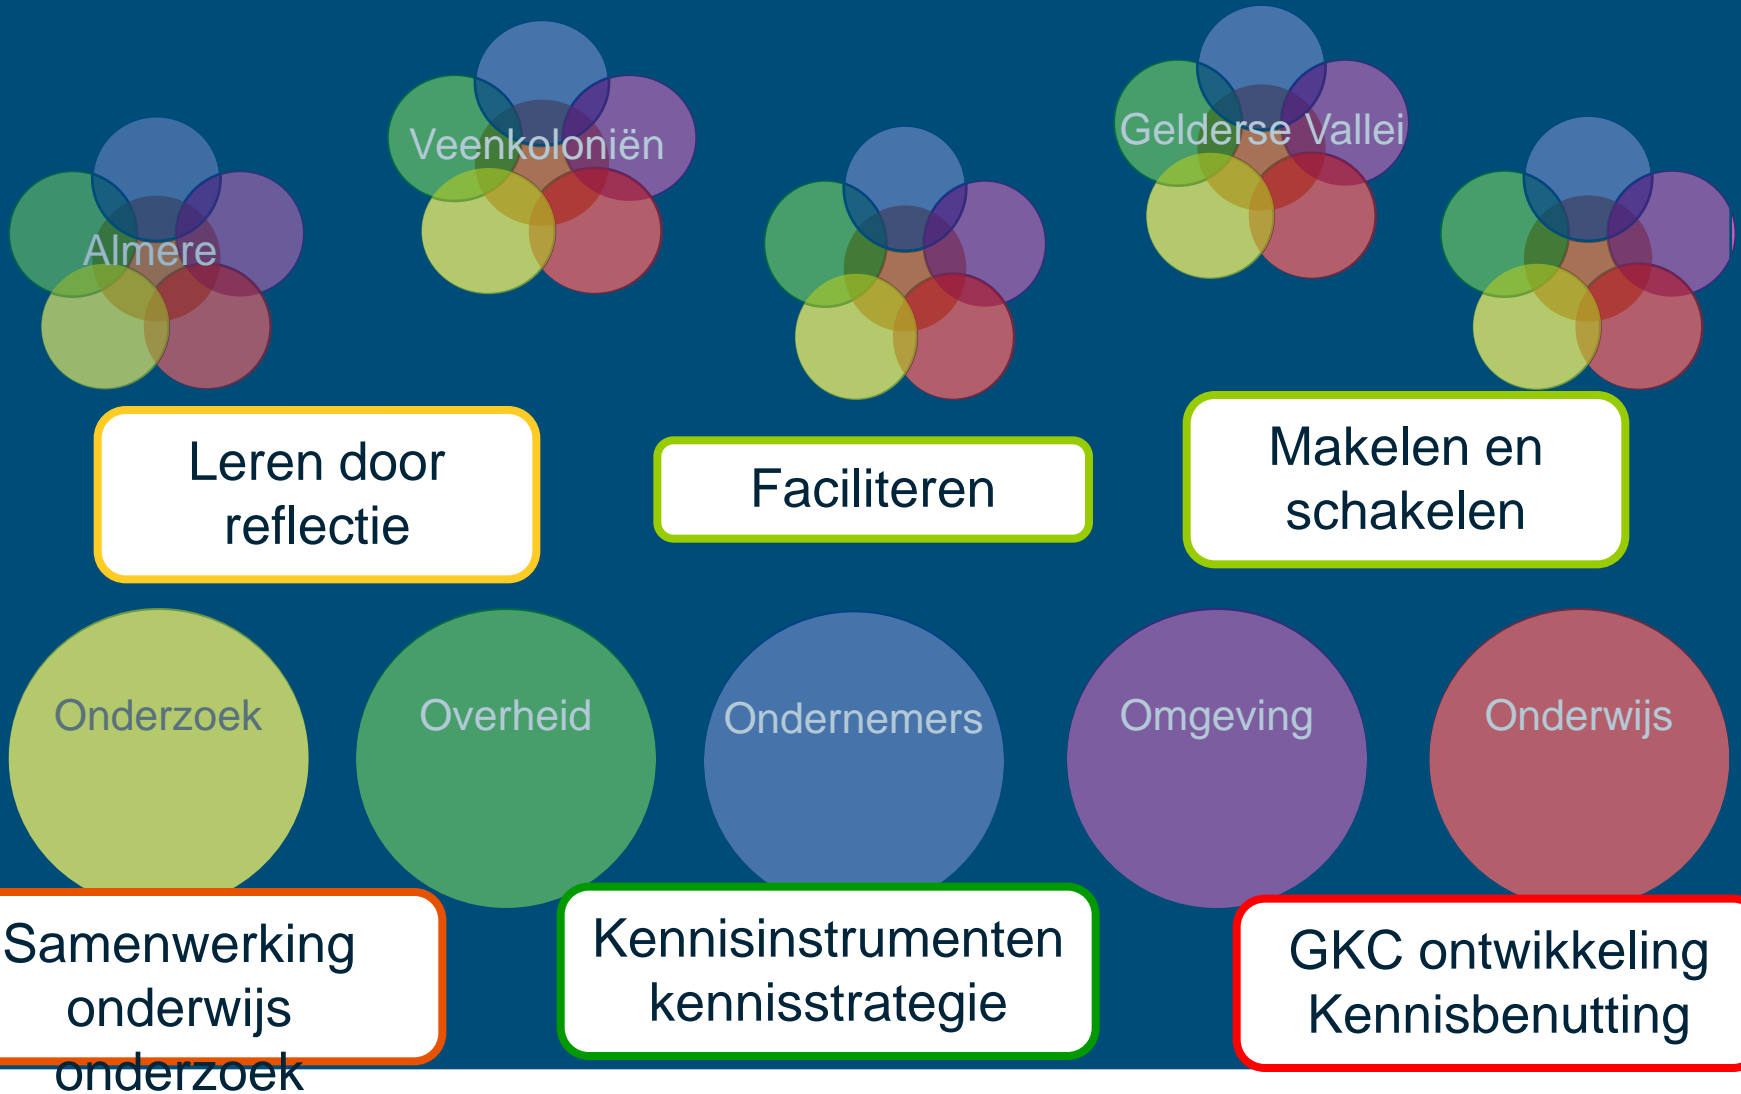 Almere
Veenkoloniën
Gelderse Vallei
Leren door
reflectie
Faciliteren
Makelen en
schakelen
Onderzoek
Overheid
Ondernemers
Omgeving
Onderwijs
Samenwerking
onderwijs
onderzoek
Kennisinstrumenten
kennisstrategie
GKC ontwikkeling
Kennisbenutting